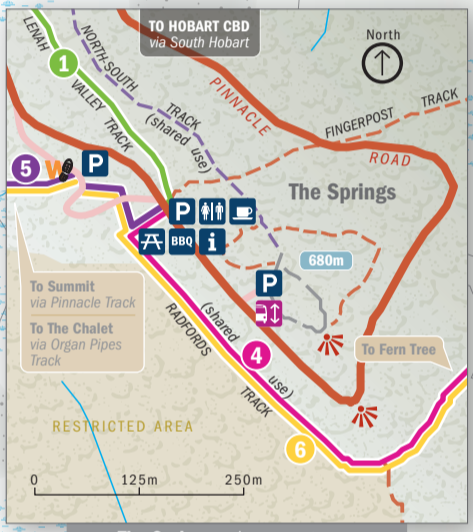 TO HOBART CBD
via South Hobart
North
LENAH
VALLEY TRACK
1
NORTH-SOUTH
TRACK
(shared use)
PINNACLE
ROAD
FINGERPOST TRACK
5
W
P
P
The Springs
BBQ
i
680m
P
To Summit
via Pinnacle Track
To The Chalet
via Organ Pipes
Track
RADFORDS
TRACK
(shared
use)
4
To Fern Tree
6
RESTRICTED AREA
0 125m 250m